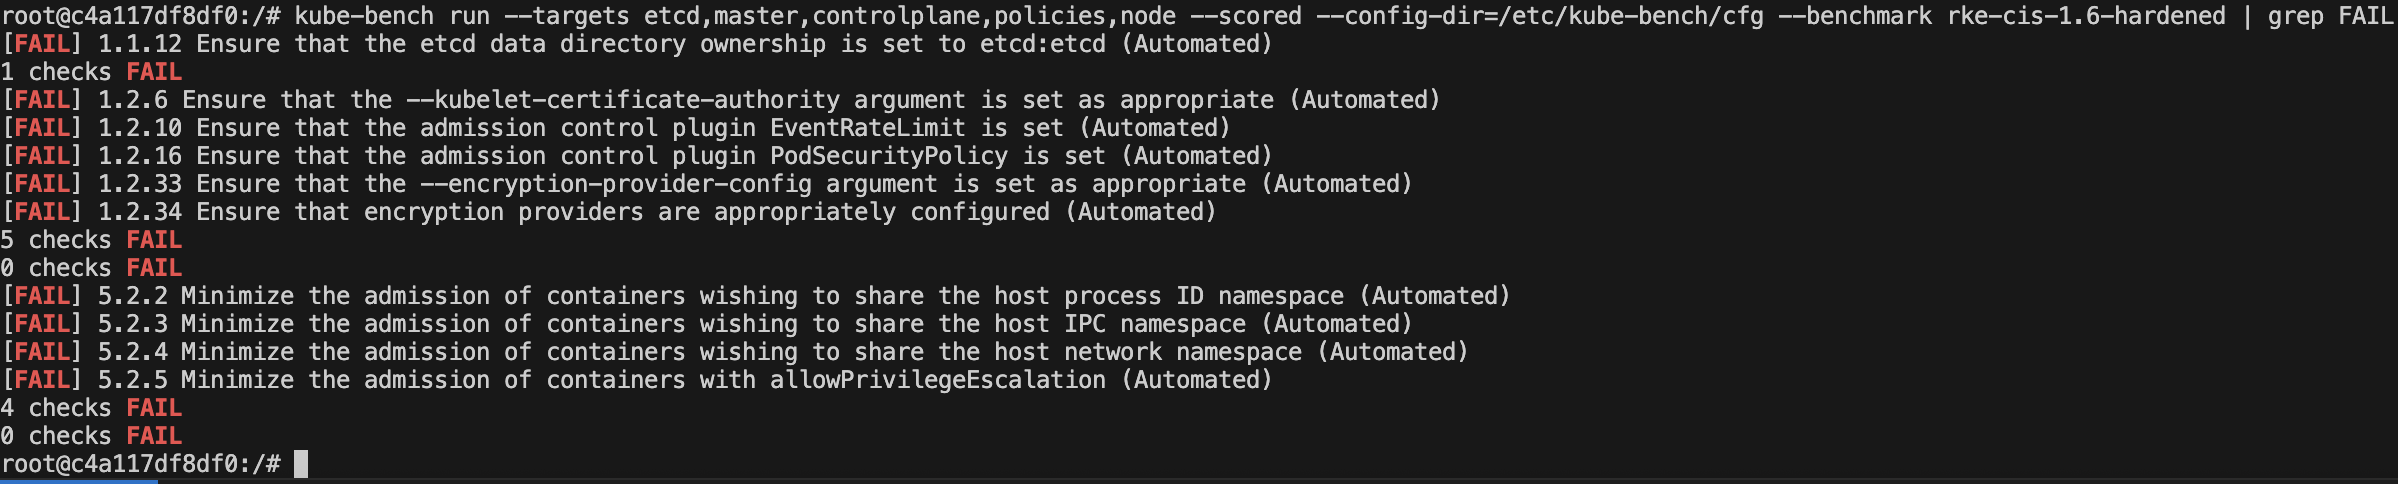 root@c4a117df8df0:/# kube-bench run --targets etcd,master,controlplane,policies,node --scored --config-dir=/etc/kube-bench/cfg --benchmark rke-cis-1.6-hardened | grep FAIL
[FAIL] 1.1.12 Ensure that the etcd data directory ownership is set to etcd:etcd (Automated)
1 checks FAIL
[FAIL] 1.2.6 Ensure that the --kubelet-certificate-authority argument is set as appropriate (Automated)
[FAIL] 1.2.10 Ensure that the admission control plugin EventRateLimit is set (Automated)
[FAIL] 1.2.16 Ensure that the admission control plugin PodSecurityPolicy is set (Automated)
[FAIL] 1.2.33 Ensure that the --encryption-provider-config argument is set as appropriate (Automated)
[FAIL] 1.2.34 Ensure that encryption providers are appropriately configured (Automated)
5 checks FAIL
0 checks FAIL
[FAIL] 5.2.2 Minimize the admission of containers wishing to share the host process ID namespace (Automated)
[FAIL] 5.2.3 Minimize the admission of containers wishing to share the host IPC namespace (Automated)
[FAIL] 5.2.4 Minimize the admission of containers wishing to share the host network namespace (Automated)
[FAIL] 5.2.5 Minimize the admission of containers with allowPrivilegeEscalation (Automated)
4 checks FAIL
0 checks FAIL
root@c4a117df8df0:/#